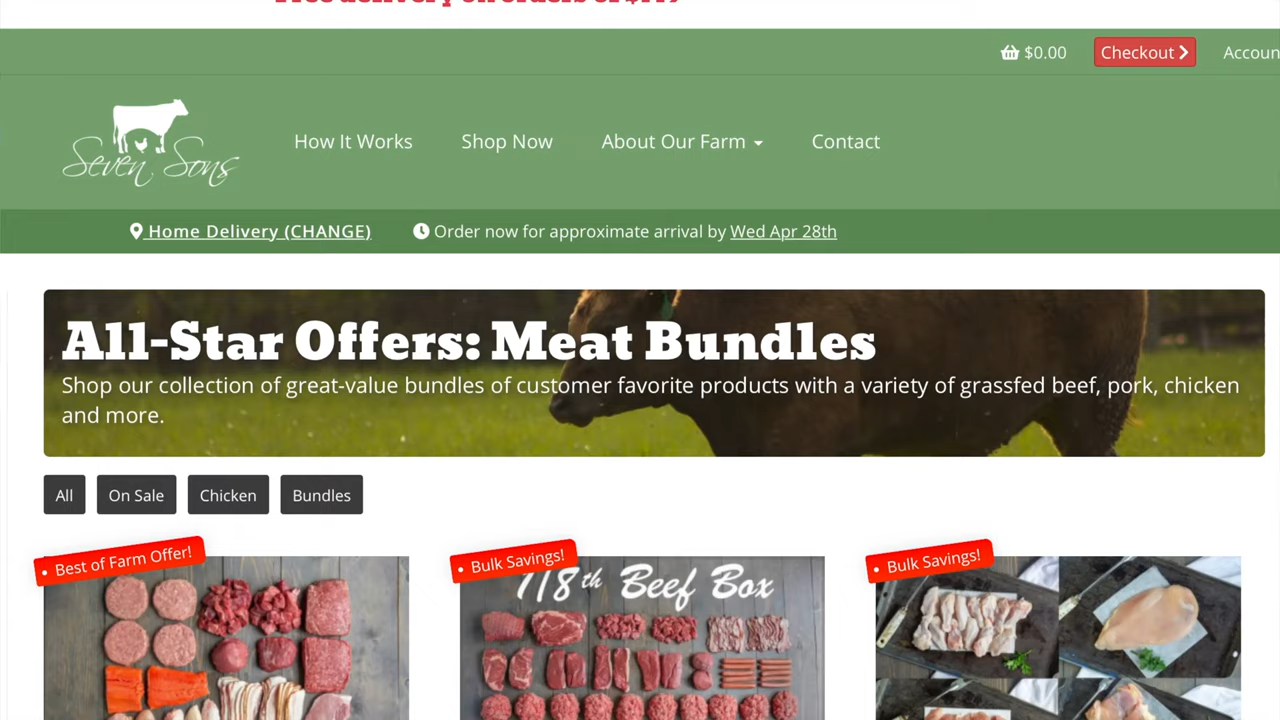 $0.00
Checkout
Accoun
Seven Sons
How It Works
Shop Now
About Our Farm
Contact
Home Delivery (CHANGE)
Order now for approximate arrival by Wed Apr 28th
All-Star Offers: Meat Bundles
Shop our collection of great-value bundles of customer favorite products with a variety of grassfed beef, pork, chicken
and more.
All
On Sale
Chicken
Bundles
• Best of Farm Offer!
• Bulk Savings!
• Bulk Savings!
1/8th Beef Box